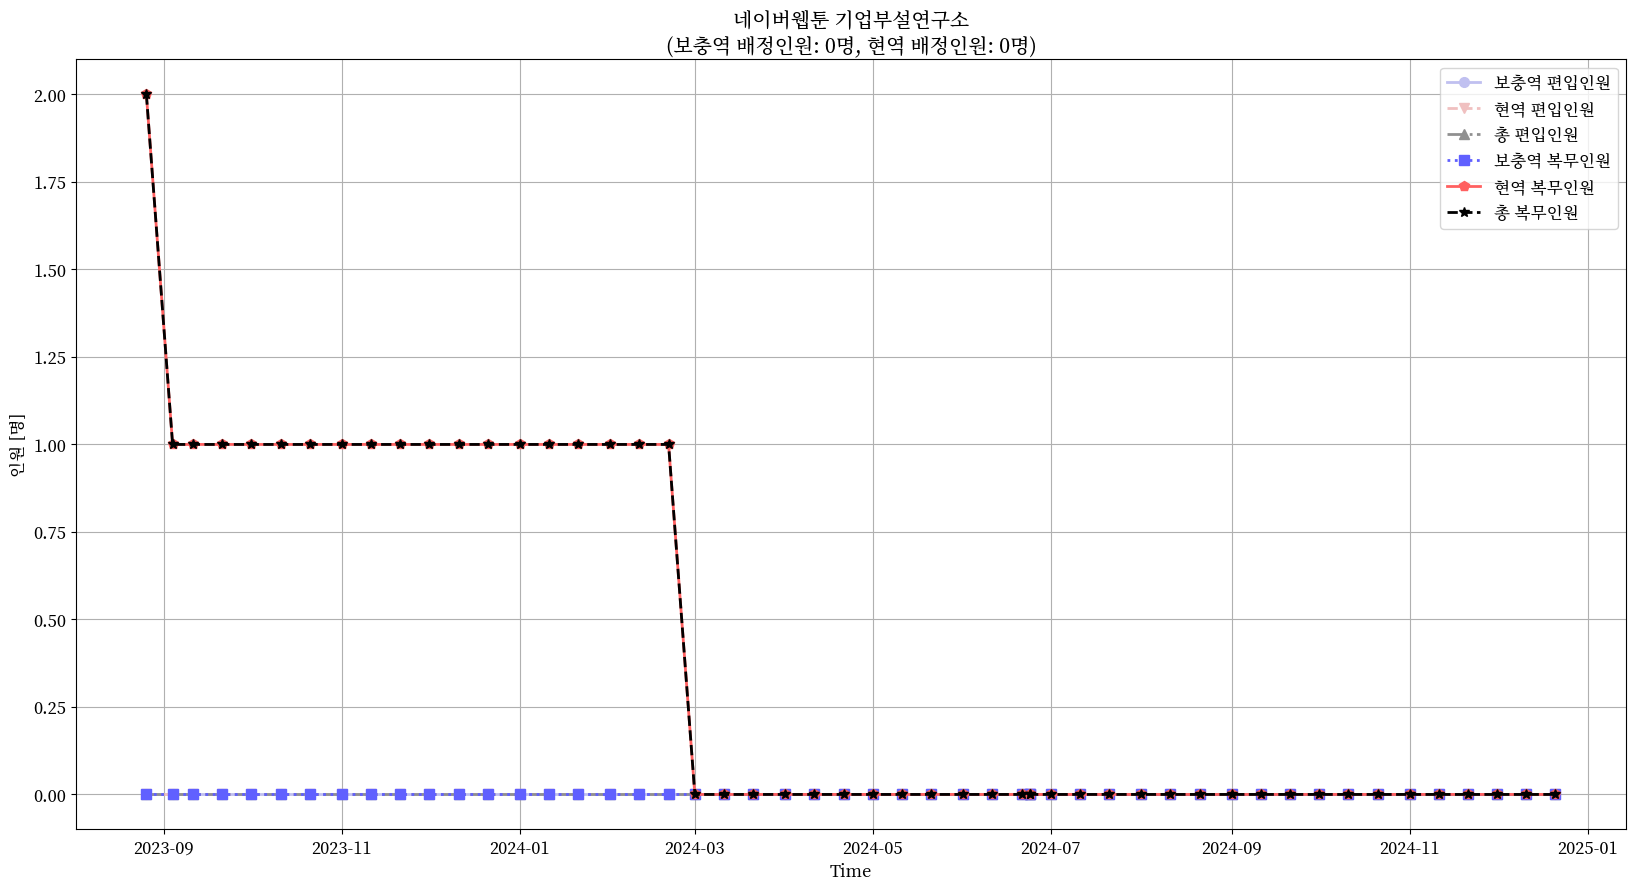 네이버웹툰 기업부설연구소
(보충역 배정인원: 0명, 현역 배정인원: 0명)
보충역 편입인원
현역 편입인원
총 편입인원
보충역 복무인원
현역 복무인원
총 복무인원
인원 [명]
2.00
1.75
1.50
1.25
1.00
0.75
0.50
0.25
0.00
2023-09
2023-11
2024-01
2024-03
2024-05
2024-07
2024-09
2024-11
2025-01
Time